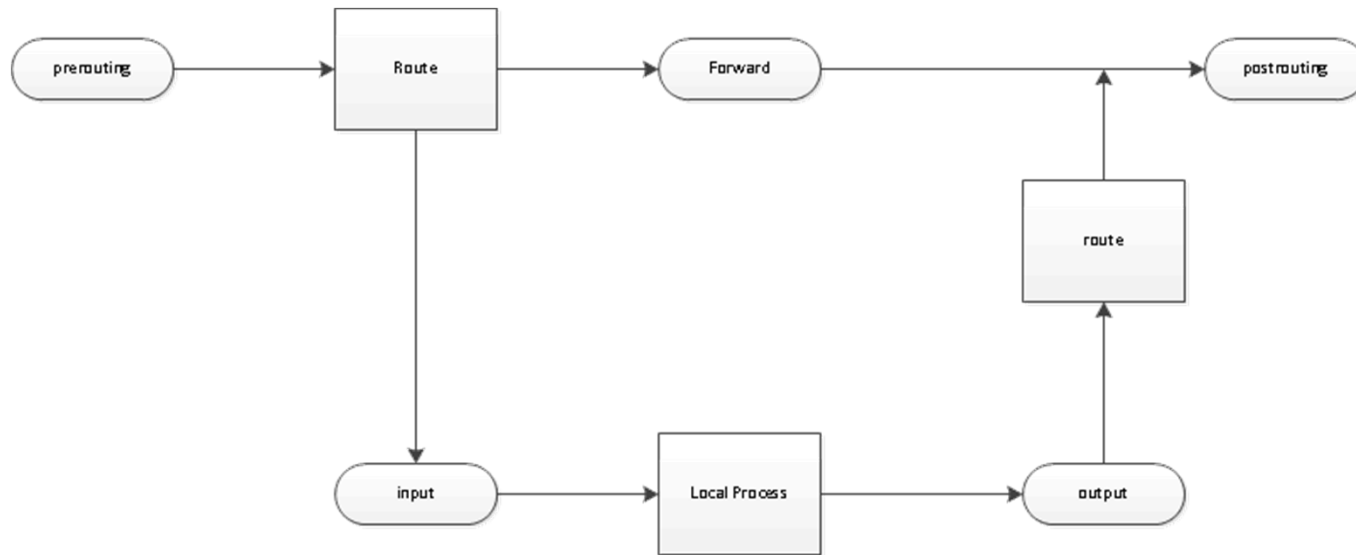 prerouting
Route
Forward
postrouting
route
input
Local Process
output